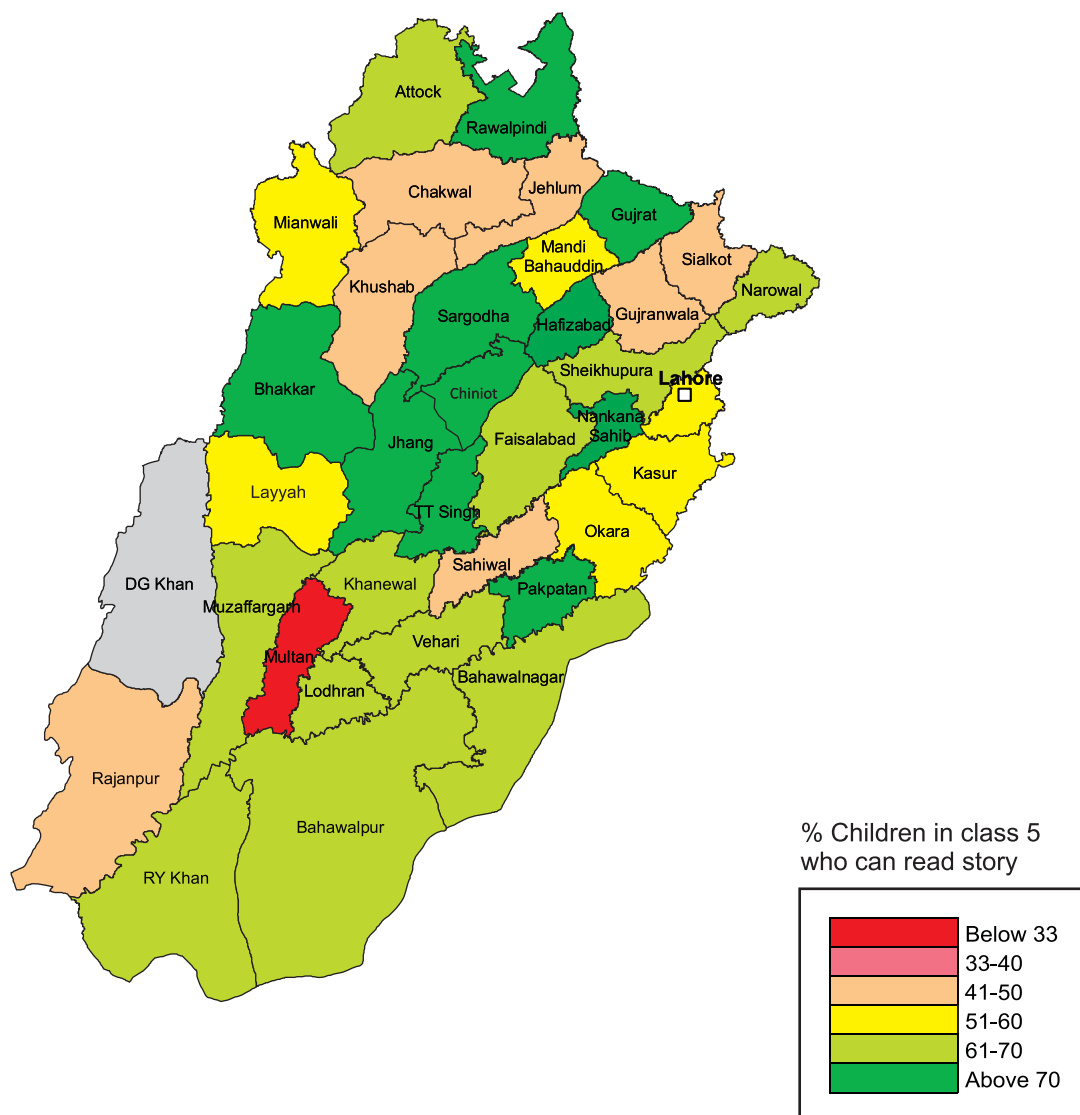 Attock
Rawalpindi
Chakwal
Jehlum
Mianwali
Gujrat
Mandi
Bahauddin
Sialkot
Khushab
Narowal
Sargodha
Hafizabad
Gujranwala
Sheikhupura
Lahore
Bhakkar
Chiniot
Nankana
Sahib
Jhang
Faisalabad
Kasur
Layyah
TT Singh
Okara
Sahiwal
DG Khan
Khanewal
Pakpatan
Muzaffargarh
Vehari
Multan
Bahawalnagar
Lodhran
Rajanpur
Bahawalpur
RY Khan
% Children in class 5
who can read story
Below 33
33-40
41-50
51-60
61-70
Above 70